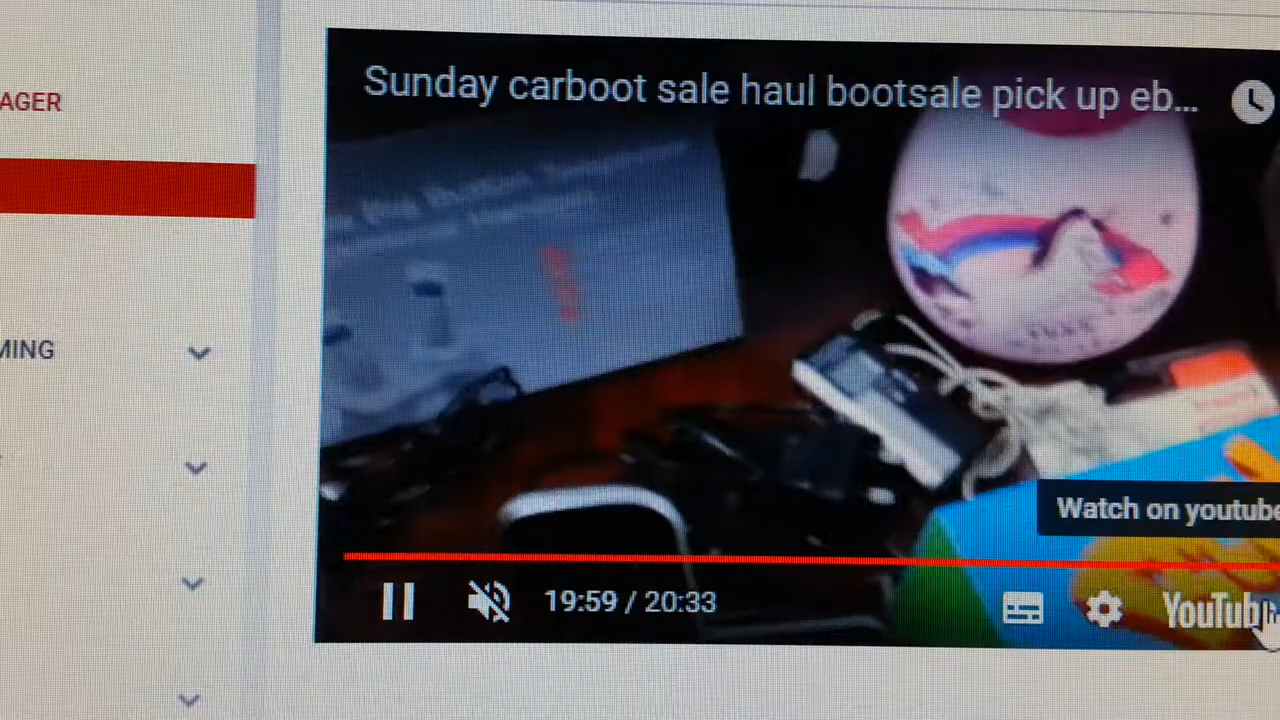 AGER
Sunday carboot sale haul bootsale pick up eb...
MING
Watch on youtube
19:59 / 20:33
YouTube